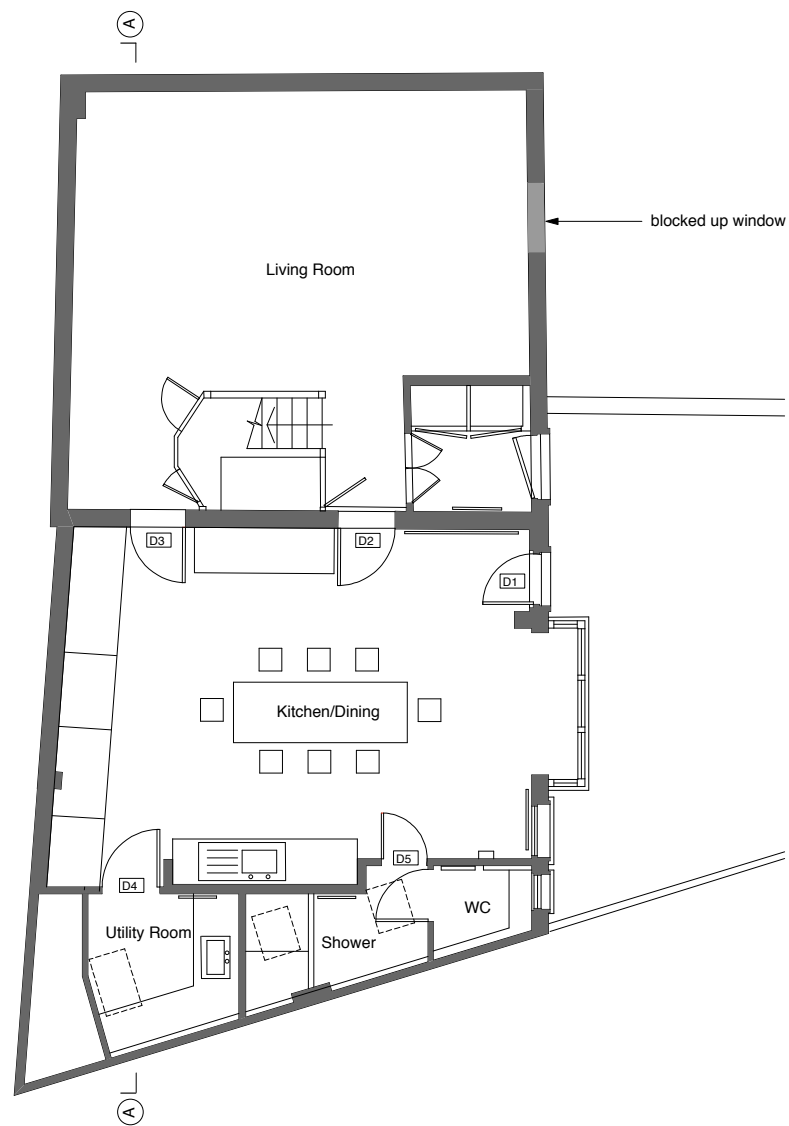 A
blocked up window
Living Room
D3
D2
D1
Kitchen/Dining
D5
D4
WC
Utility Room
Shower
A